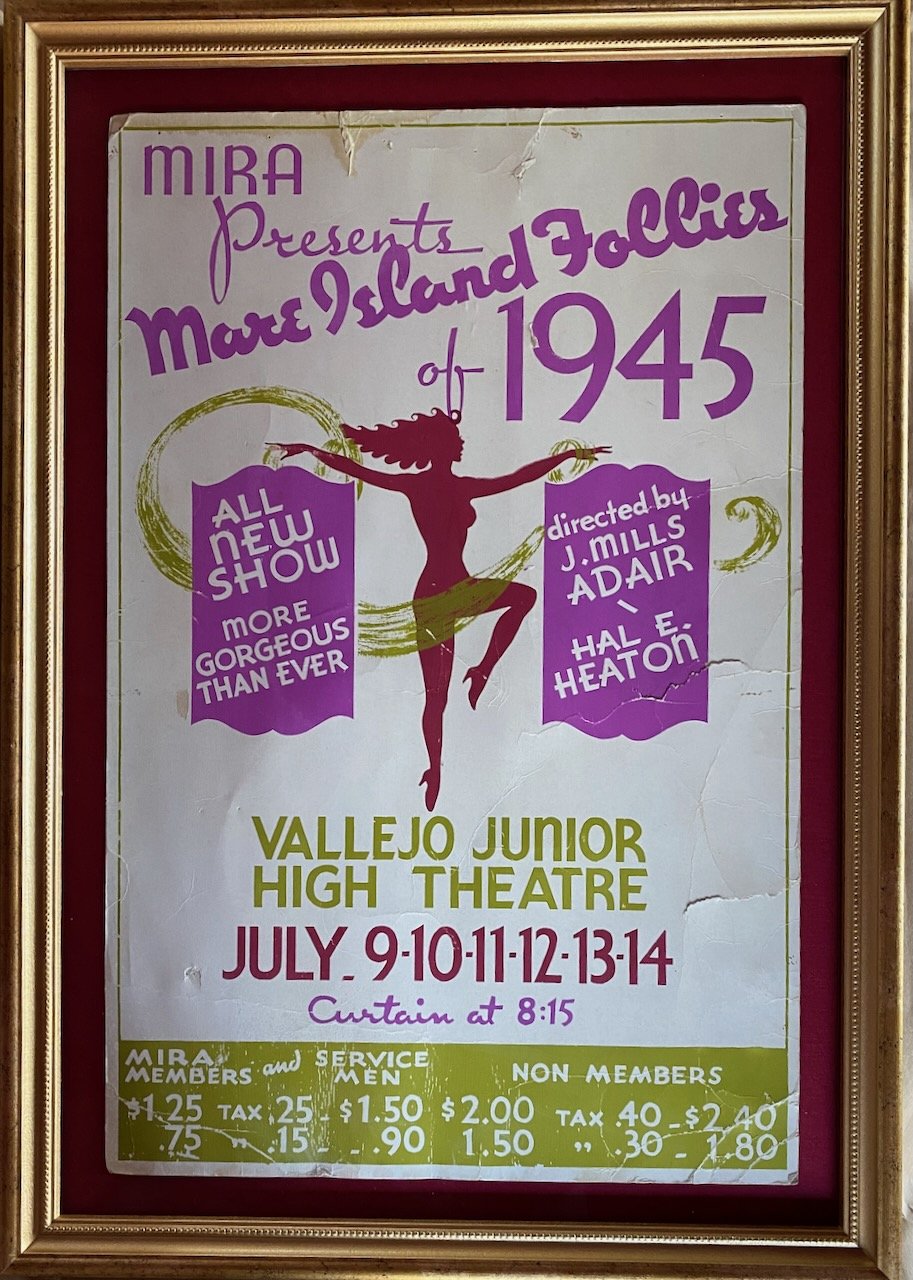 MIRA
Presents
Mare Island Follies
of 1945
ALL
NEW
SHOW
MORE
GORGEOUS
THAN EVER
directed by
J. MILLS
ADAIR
\
HAL E.
HEATON
VALLEJO JUNIOR
HIGH THEATRE
JULY - 9-10-11-12-13-14
Curtain at 8:15
MIRA MEMBERS and SERVICE MEN
$1.25 TAX .25 - $1.50
.75 " .15 - - .90
NON MEMBERS
$2.00 TAX .40 - $2.40
1.50 " .30 - 1.80